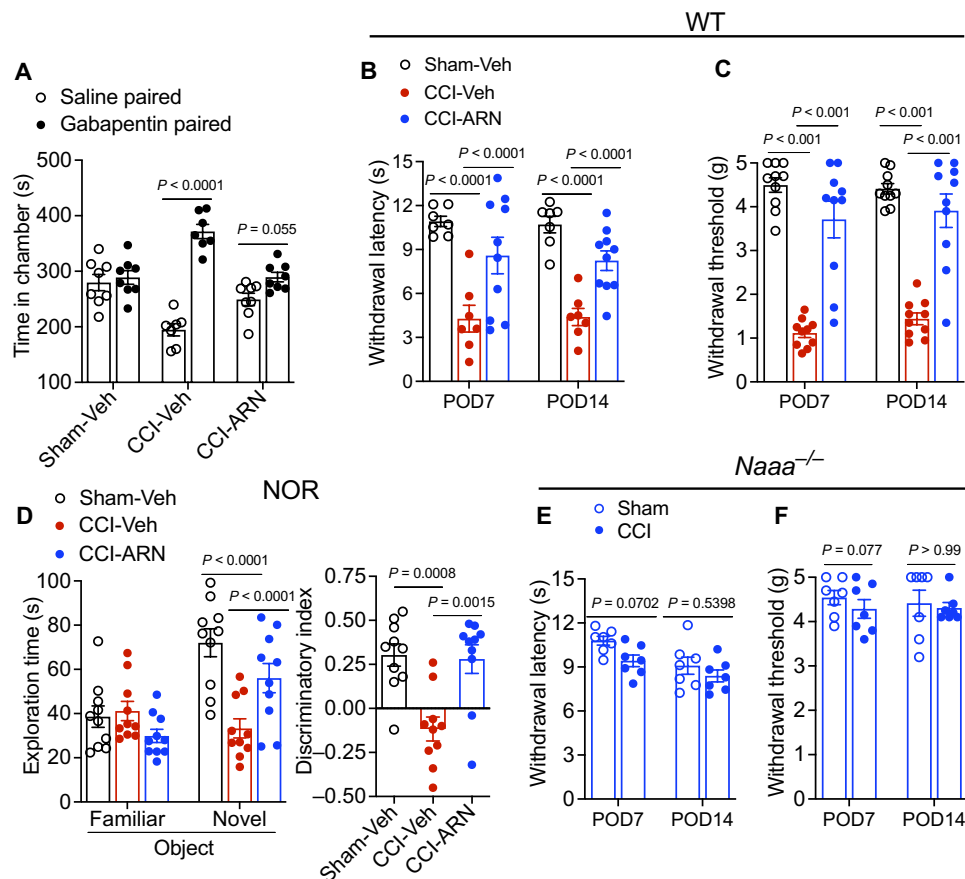 WT
A
Saline paired
Gabapentin paired
Time in chamber (s)
500
400
300
200
100
P < 0.0001
P = 0.055
Sham-Veh
CCI-Veh
CCI-ARN
B
Sham-Veh
CCI-Veh
CCI-ARN
Withdrawal latency (s)
15
12
9
6
3
0
P < 0.0001
P < 0.0001
P < 0.0001
P < 0.0001
POD7
POD14
C
Withdrawal threshold (g)
5
4
3
2
1
0
P < 0.001
P < 0.001
P < 0.001
P < 0.001
POD7
POD14
NOR
D
Sham-Veh
CCI-Veh
CCI-ARN
Exploration time (s)
100
80
60
40
20
0
P < 0.0001
P < 0.0001
Familiar
Novel
Object
Discriminatory index
0.75
0.50
0.25
0.00
–0.25
–0.50
P = 0.0008
P = 0.0015
Sham-Veh
CCI-Veh
CCI-ARN
Naaa–/–
E
Sham
CCI
Withdrawal latency (s)
15
12
9
6
3
0
P = 0.0702
P = 0.5398
POD7
POD14
F
Withdrawal threshold (g)
5
4
3
2
1
0
P = 0.077
P > 0.99
POD7
POD14